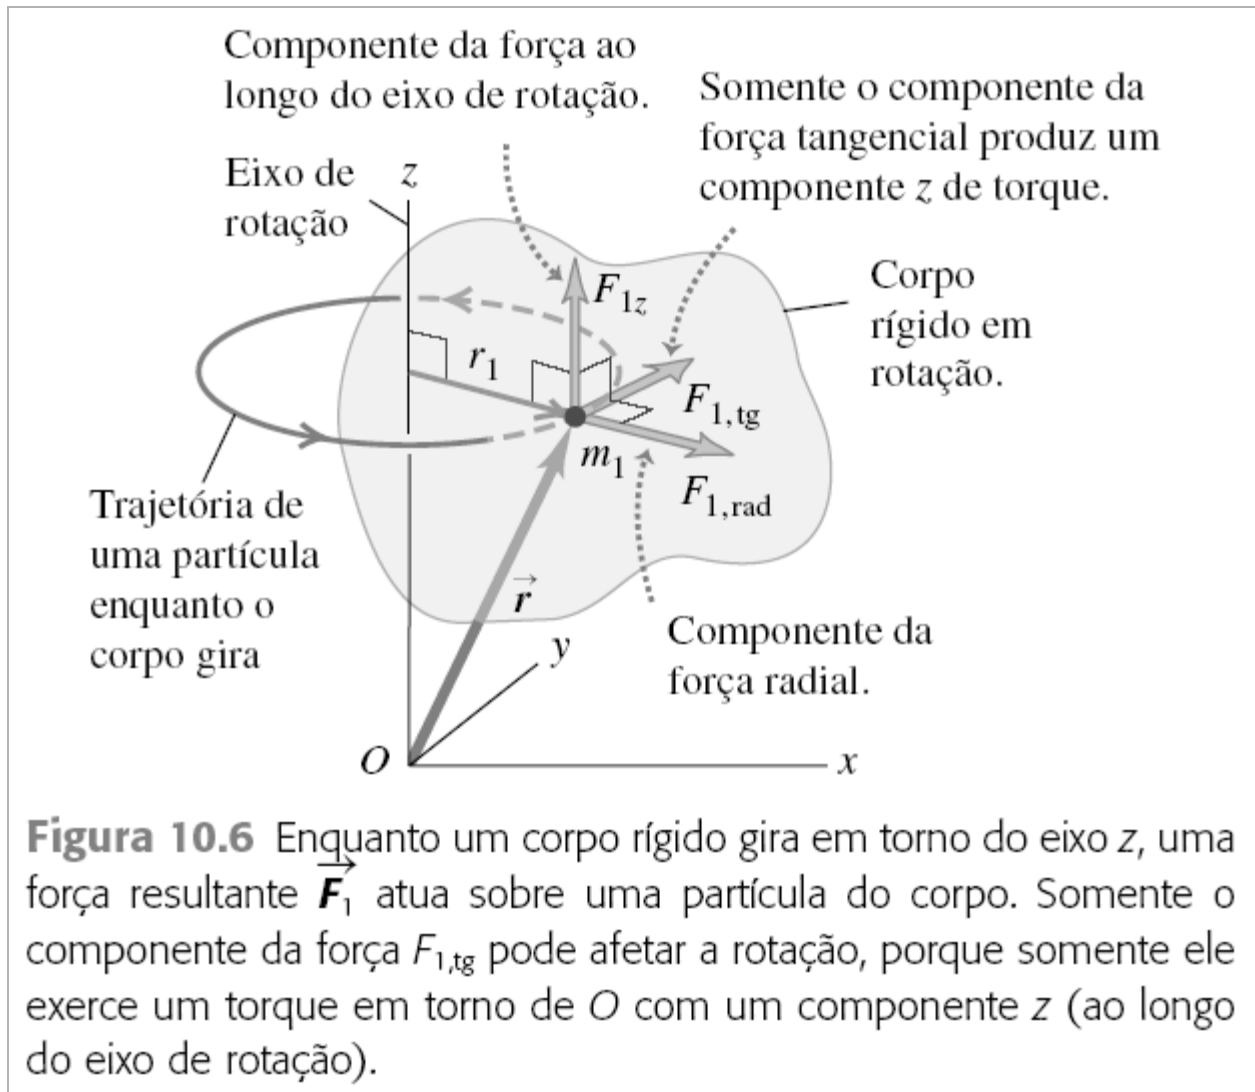 Componente da força ao
longo do eixo de rotação.
Somente o componente da
força tangencial produz um
componente z de torque.
Eixo de
rotação
z
F1z
Corpo
rígido em
rotação.
r1
F1,tg
m1
F1,rad
Trajetória de
uma partícula
enquanto o
corpo gira
r
y
Componente da
força radial.
O
x
Figura 10.6 Enquanto um corpo rígido gira em torno do eixo z, uma
força resultante F1 atua sobre uma partícula do corpo. Somente o
componente da força F1,tg pode afetar a rotação, porque somente ele
exerce um torque em torno de O com um componente z (ao longo
do eixo de rotação).